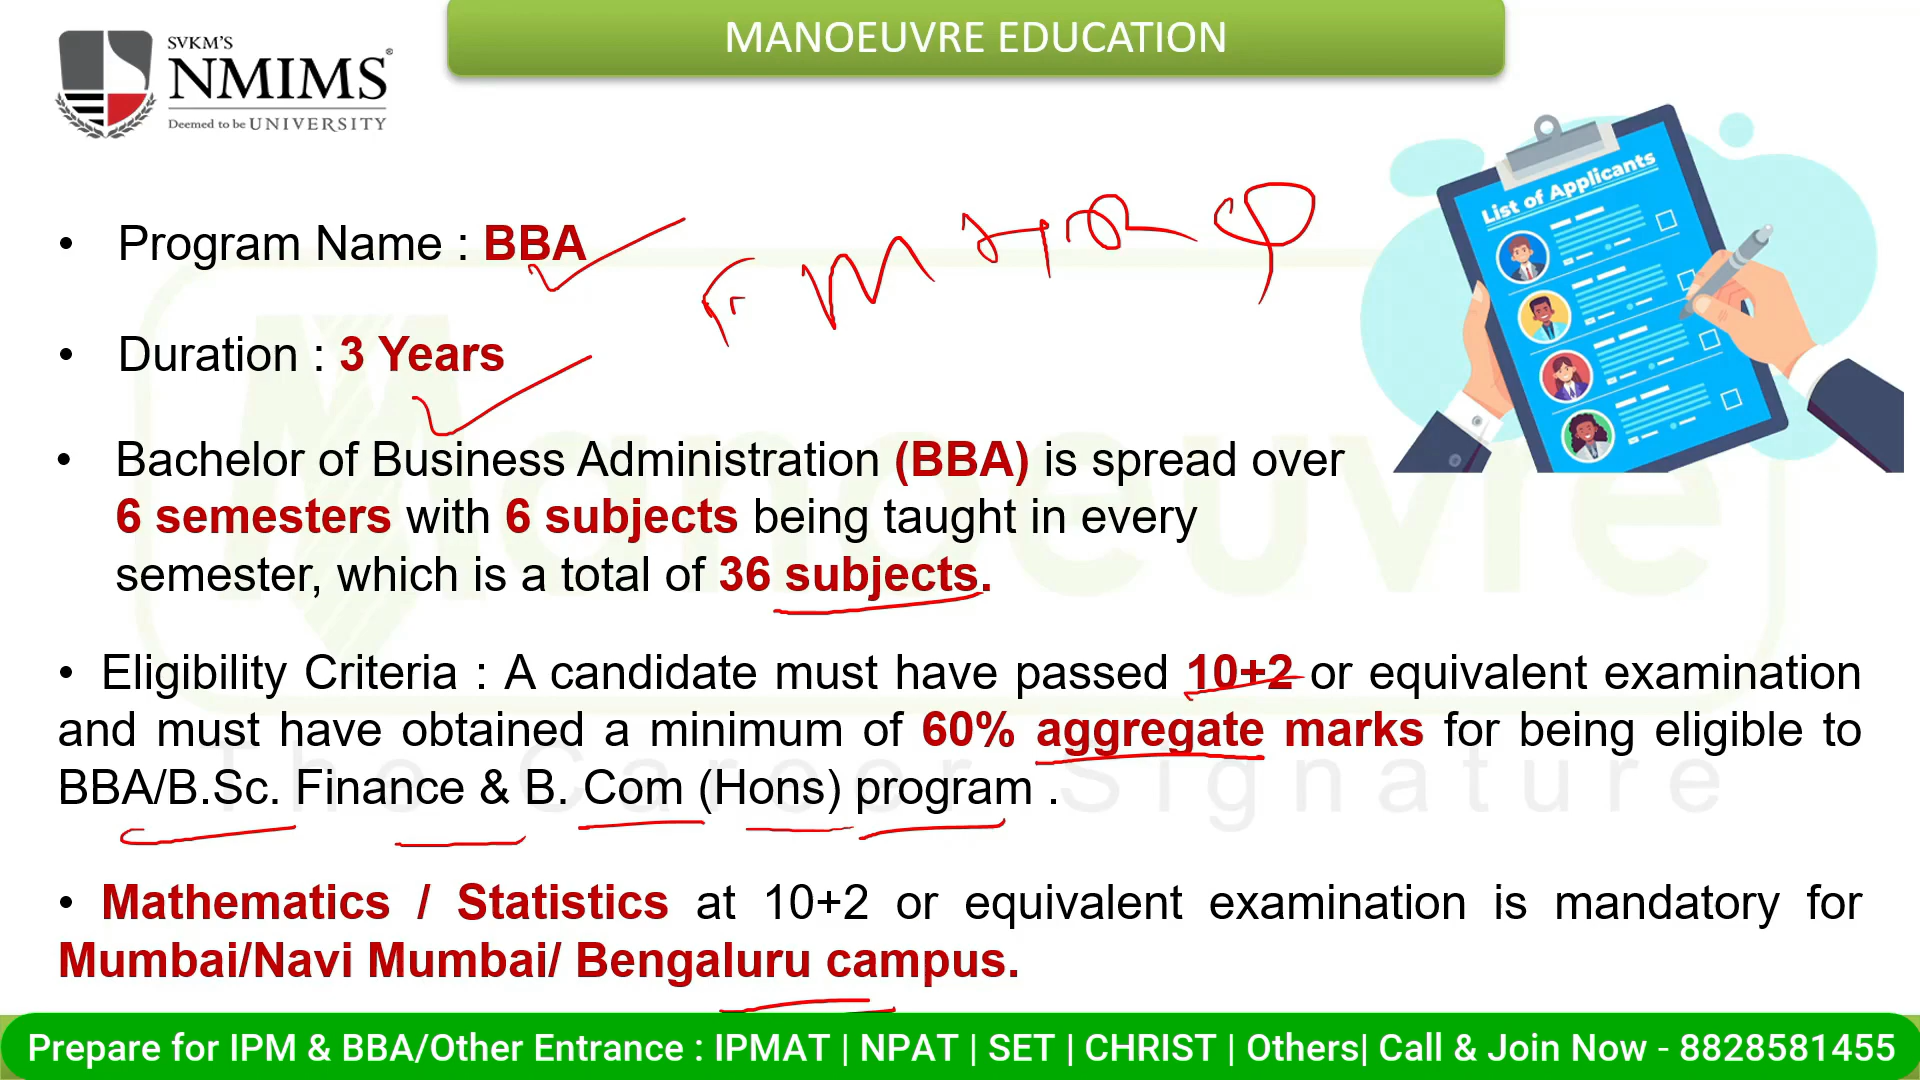 MANOEUVRE EDUCATION
SVKM'S
NMIMS®
Deemed to be UNIVERSITY
List of Applicants
• Program Name : BBA
F M H R P
• Duration : 3 Years
• Bachelor of Business Administration (BBA) is spread over
6 semesters with 6 subjects being taught in every
semester, which is a total of 36 subjects.
• Eligibility Criteria : A candidate must have passed 10+2 or equivalent examination
and must have obtained a minimum of 60% aggregate marks for being eligible to
BBA/B.Sc. Finance & B. Com (Hons) program .
• Mathematics / Statistics at 10+2 or equivalent examination is mandatory for
Mumbai/Navi Mumbai/ Bengaluru campus.
Manoeuvre
The Career Signature
Prepare for IPM & BBA/Other Entrance : IPMAT | NPAT | SET | CHRIST | Others| Call & Join Now - 8828581455